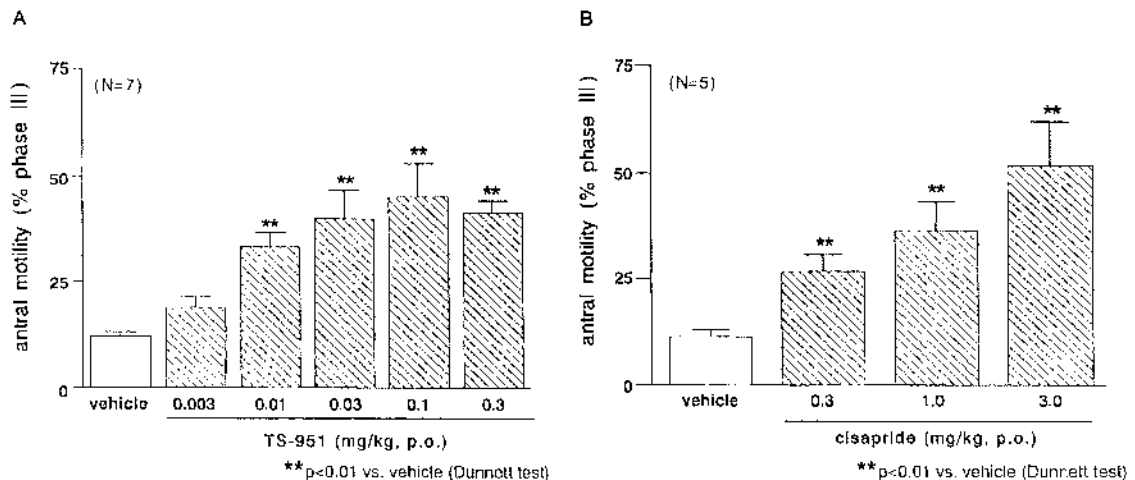 A
antral motility (% phase III)
75
50
25
0
(N=7)
**
**
**
**
vehicle
0.003
0.01
0.03
0.1
0.3
TS-951 (mg/kg, p.o.)
**p<0.01 vs. vehicle (Dunnett test)
B
antral motility (% phase III)
75
50
25
0
(N=5)
**
**
**
vehicle
0.3
1.0
3.0
cisapride (mg/kg, p.o.)
**p<0.01 vs. vehicle (Dunnett test)